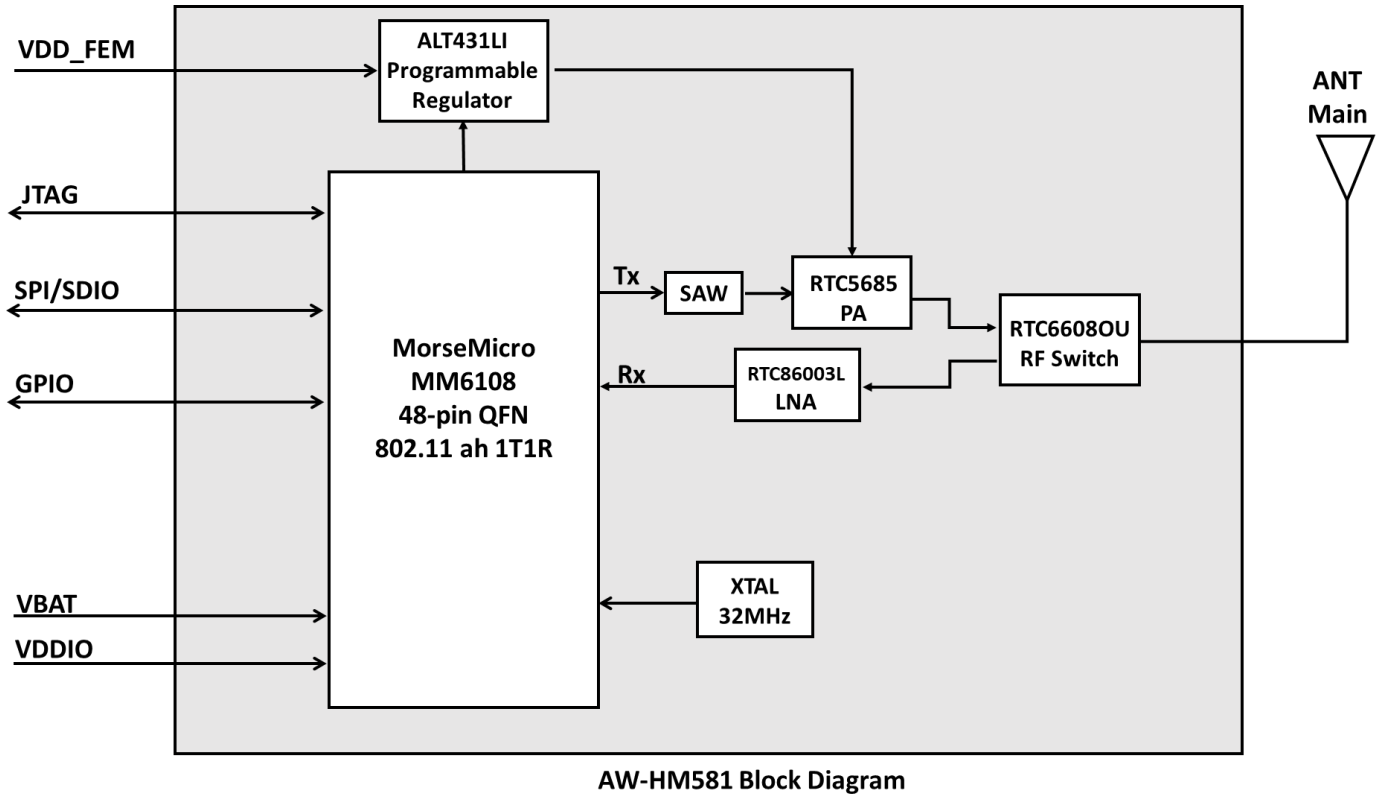 VDD_FEM
ALT431LI
Programmable
Regulator
ANT
Main
JTAG
SPI/SDIO
GPIO
MorseMicro
MM6108
48-pin QFN
802.11 ah 1T1R
Tx
SAW
RTC5685
PA
RTC6608OU
RF Switch
Rx
RTC86003L
LNA
XTAL
32MHz
VBAT
VDDIO
AW-HM581 Block Diagram